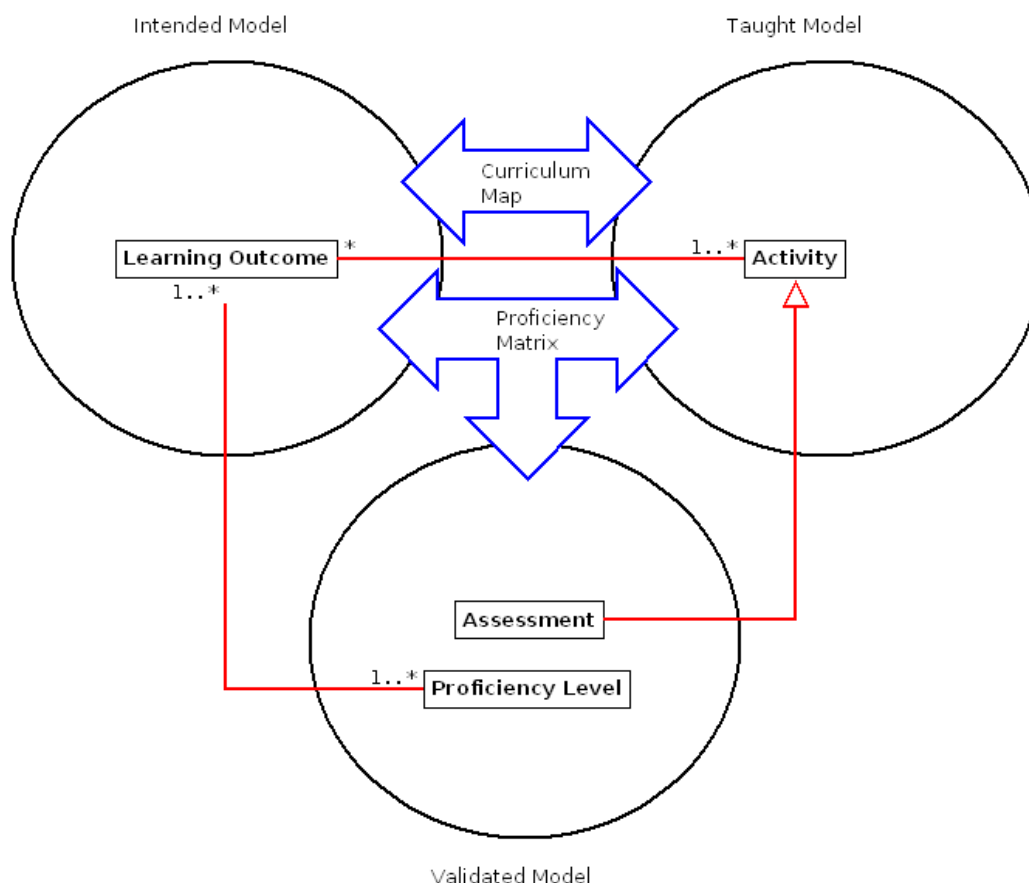 Intended Model
Taught Model
Curriculum
Map
Learning Outcome
*
1..*
Activity
1..*
Proficiency
Matrix
Assessment
1..*
Proficiency Level
Validated Model